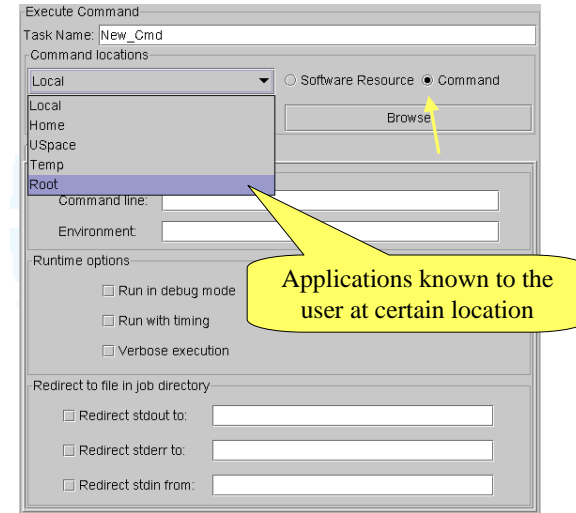 Execute Command
Task Name: New_Cmd
Command locations
Local
Software Resource
Command
Local
Home
USpace
Temp
Root
Browse
Command line:
Environment:
Runtime options
Run in debug mode
Run with timing
Verbose execution
Applications known to the
user at certain location
Redirect to file in job directory
Redirect stdout to:
Redirect stderr to:
Redirect stdin from: